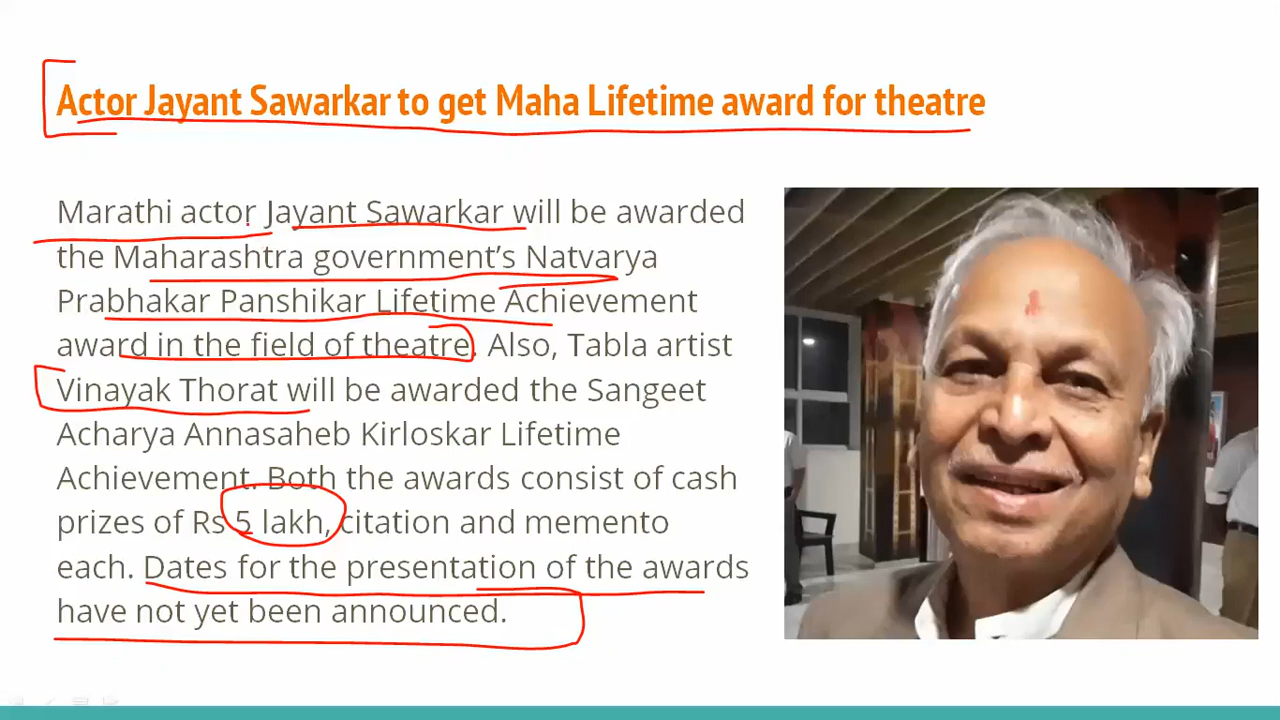 Actor Jayant Sawarkar to get Maha Lifetime award for theatre
Marathi actor Jayant Sawarkar will be awarded
the Maharashtra government’s Natvarya
Prabhakar Panshikar Lifetime Achievement
award in the field of theatre. Also, Tabla artist
Vinayak Thorat will be awarded the Sangeet
Acharya Annasaheb Kirloskar Lifetime
Achievement. Both the awards consist of cash
prizes of Rs 5 lakh, citation and memento
each. Dates for the presentation of the awards
have not yet been announced.